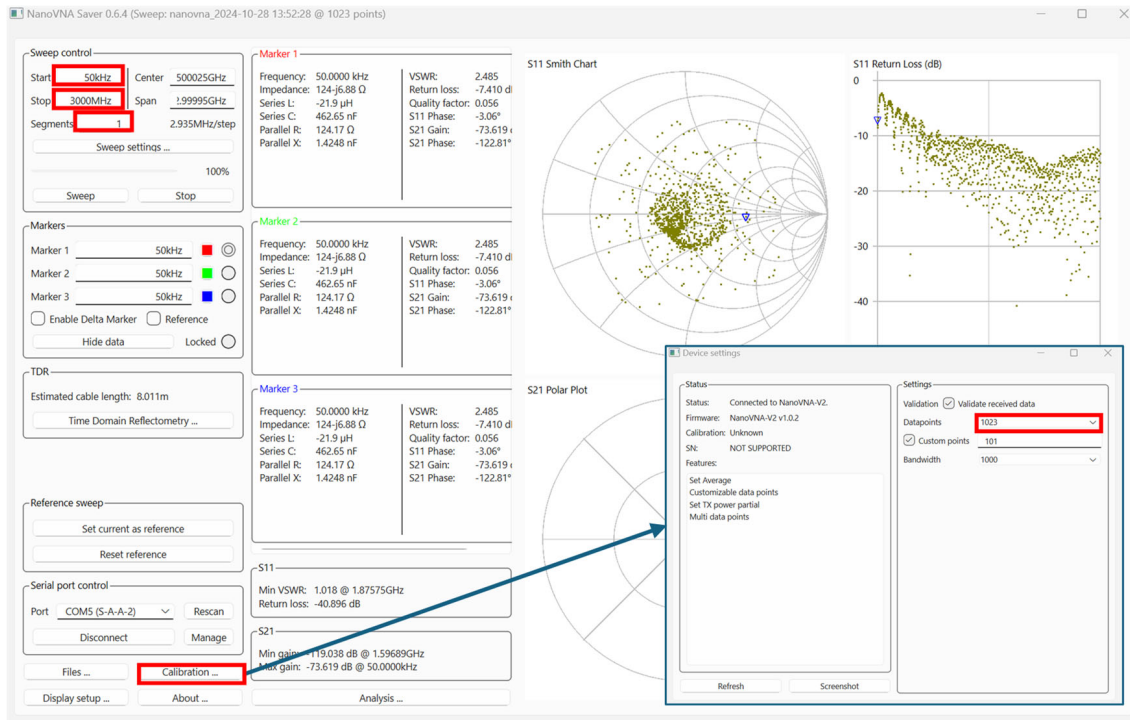 NanoVNA Saver 0.6.4 (Sweep: nanovna_2024-10-28 13:52:28 @ 1023 points)
Sweep control
Start 50kHz Center 500025GHz
Stop 3000MHz Span 2.99995GHz
Segments 1 2.935MHz/step
Sweep settings ...
100%
Sweep Stop
Markers
Marker 1 50kHz
Marker 2 50kHz
Marker 3 50kHz
Enable Delta Marker Reference
Hide data Locked
TDR
Estimated cable length: 8.011m
Time Domain Reflectometry ...
Reference sweep
Set current as reference
Reset reference
Serial port control
Port COM5 (S-A-A-2) Rescan
Disconnect Manage
Files ... Calibration ...
Display setup ... About ...
Marker 1
Frequency: 50.0000 kHz VSWR: 2.485
Impedance: 124-j6.88 Ω Return loss: -7.410 dB
Series L: -21.9 μH Quality factor: 0.056
Series C: 462.65 nF S11 Phase: -3.06°
Parallel R: 124.17 Ω S21 Gain: -73.619
Parallel X: 1.4248 nF S21 Phase: -122.81°
Marker 2
Frequency: 50.0000 kHz VSWR: 2.485
Impedance: 124-j6.88 Ω Return loss: -7.410 dB
Series L: -21.9 μH Quality factor: 0.056
Series C: 462.65 nF S11 Phase: -3.06°
Parallel R: 124.17 Ω S21 Gain: -73.619
Parallel X: 1.4248 nF S21 Phase: -122.81°
Marker 3
Frequency: 50.0000 kHz VSWR: 2.485
Impedance: 124-j6.88 Ω Return loss: -7.410 dB
Series L: -21.9 μH Quality factor: 0.056
Series C: 462.65 nF S11 Phase: -3.06°
Parallel R: 124.17 Ω S21 Gain: -73.619
Parallel X: 1.4248 nF S21 Phase: -122.81°
S11
Min VSWR: 1.018 @ 1.87575GHz
Return loss: -40.896 dB
S21
Min gain: -119.038 dB @ 1.59689GHz
Max gain: -73.619 dB @ 50.0000kHz
Analysis ...
S11 Smith Chart
S11 Return Loss (dB)
0
-10
-20
-30
-40
S21 Polar Plot
Device settings
Status
Status: Connected to NanoVNA-V2.
Firmware: NanoVNA-V2 v1.0.2
Calibration: Unknown
SN: NOT SUPPORTED
Features:
Set Average
Customizable data points
Set TX power partial
Multi data points
Refresh Screenshot
Settings
Validation Validate received data
Datapoints 1023
Custom points 101
Bandwidth 1000